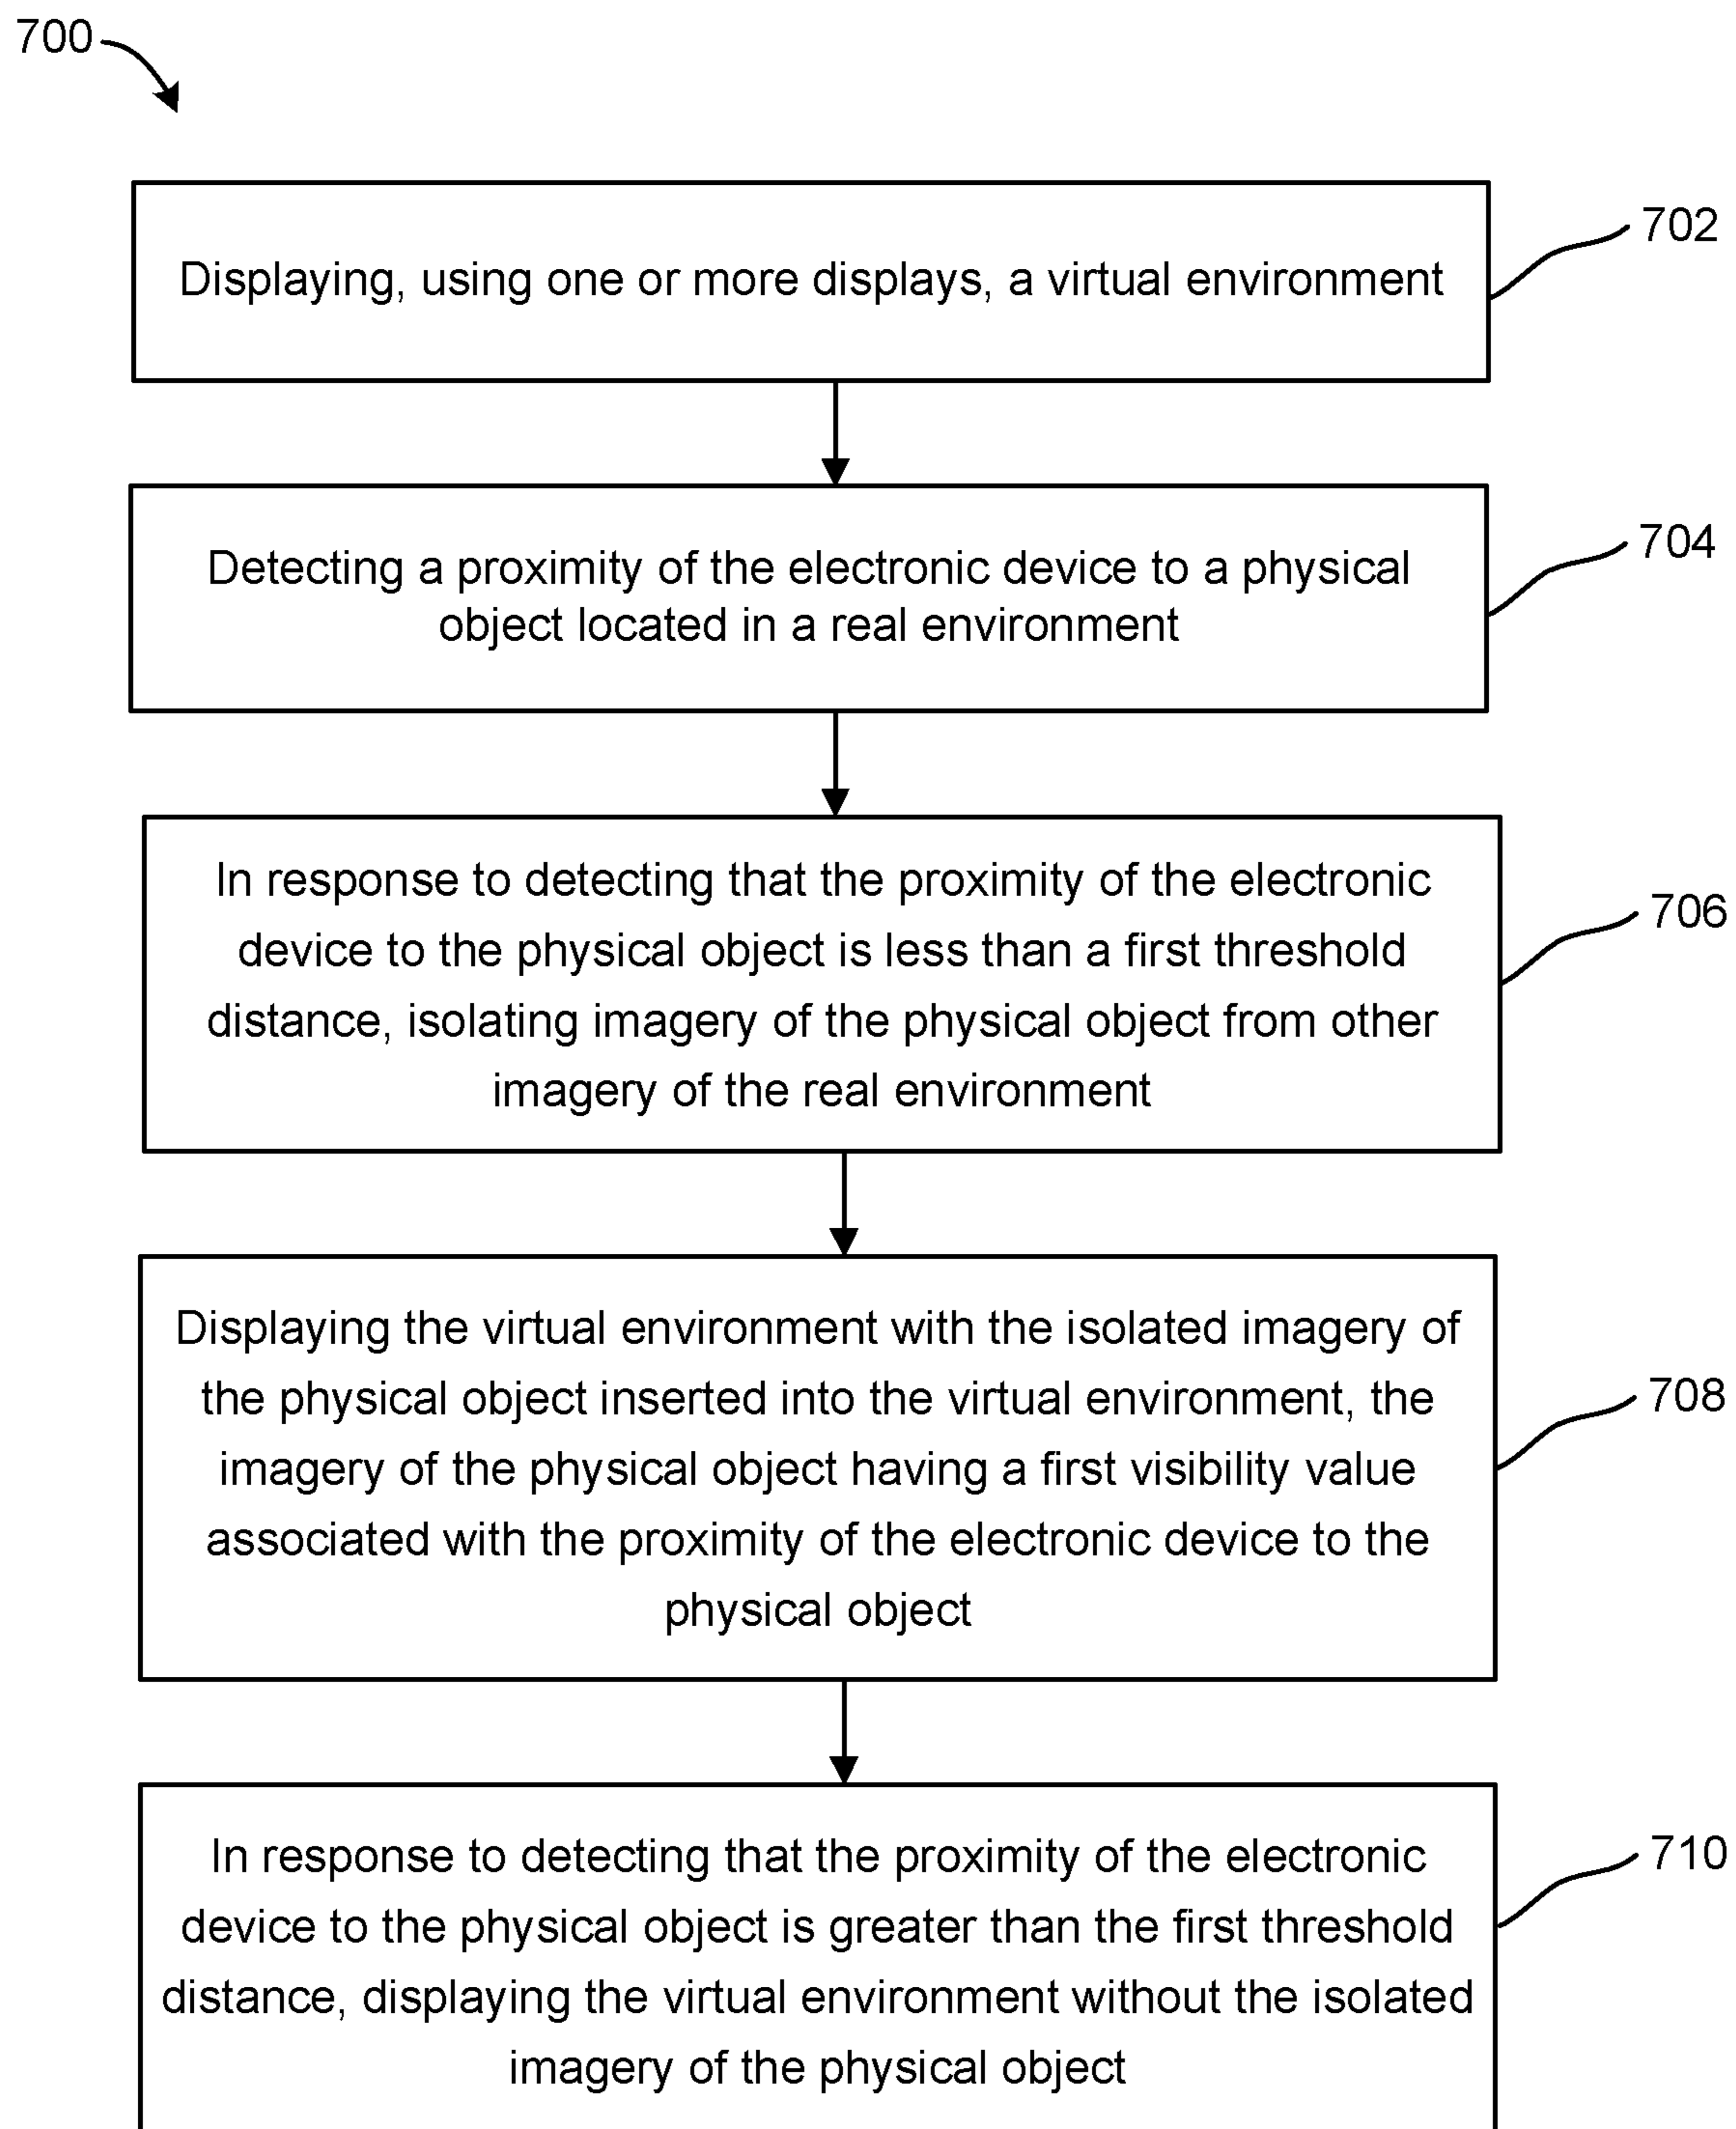 700
702
Displaying, using one or more displays, a virtual environment
704
Detecting a proximity of the electronic device to a physical
object located in a real environment
706
In response to detecting that the proximity of the electronic
device to the physical object is less than a first threshold
distance, isolating imagery of the physical object from other
imagery of the real environment
708
Displaying the virtual environment with the isolated imagery of
the physical object inserted into the virtual environment, the
imagery of the physical object having a first visibility value
associated with the proximity of the electronic device to the
physical object
710
In response to detecting that the proximity of the electronic
device to the physical object is greater than the first threshold
distance, displaying the virtual environment without the isolated
imagery of the physical object